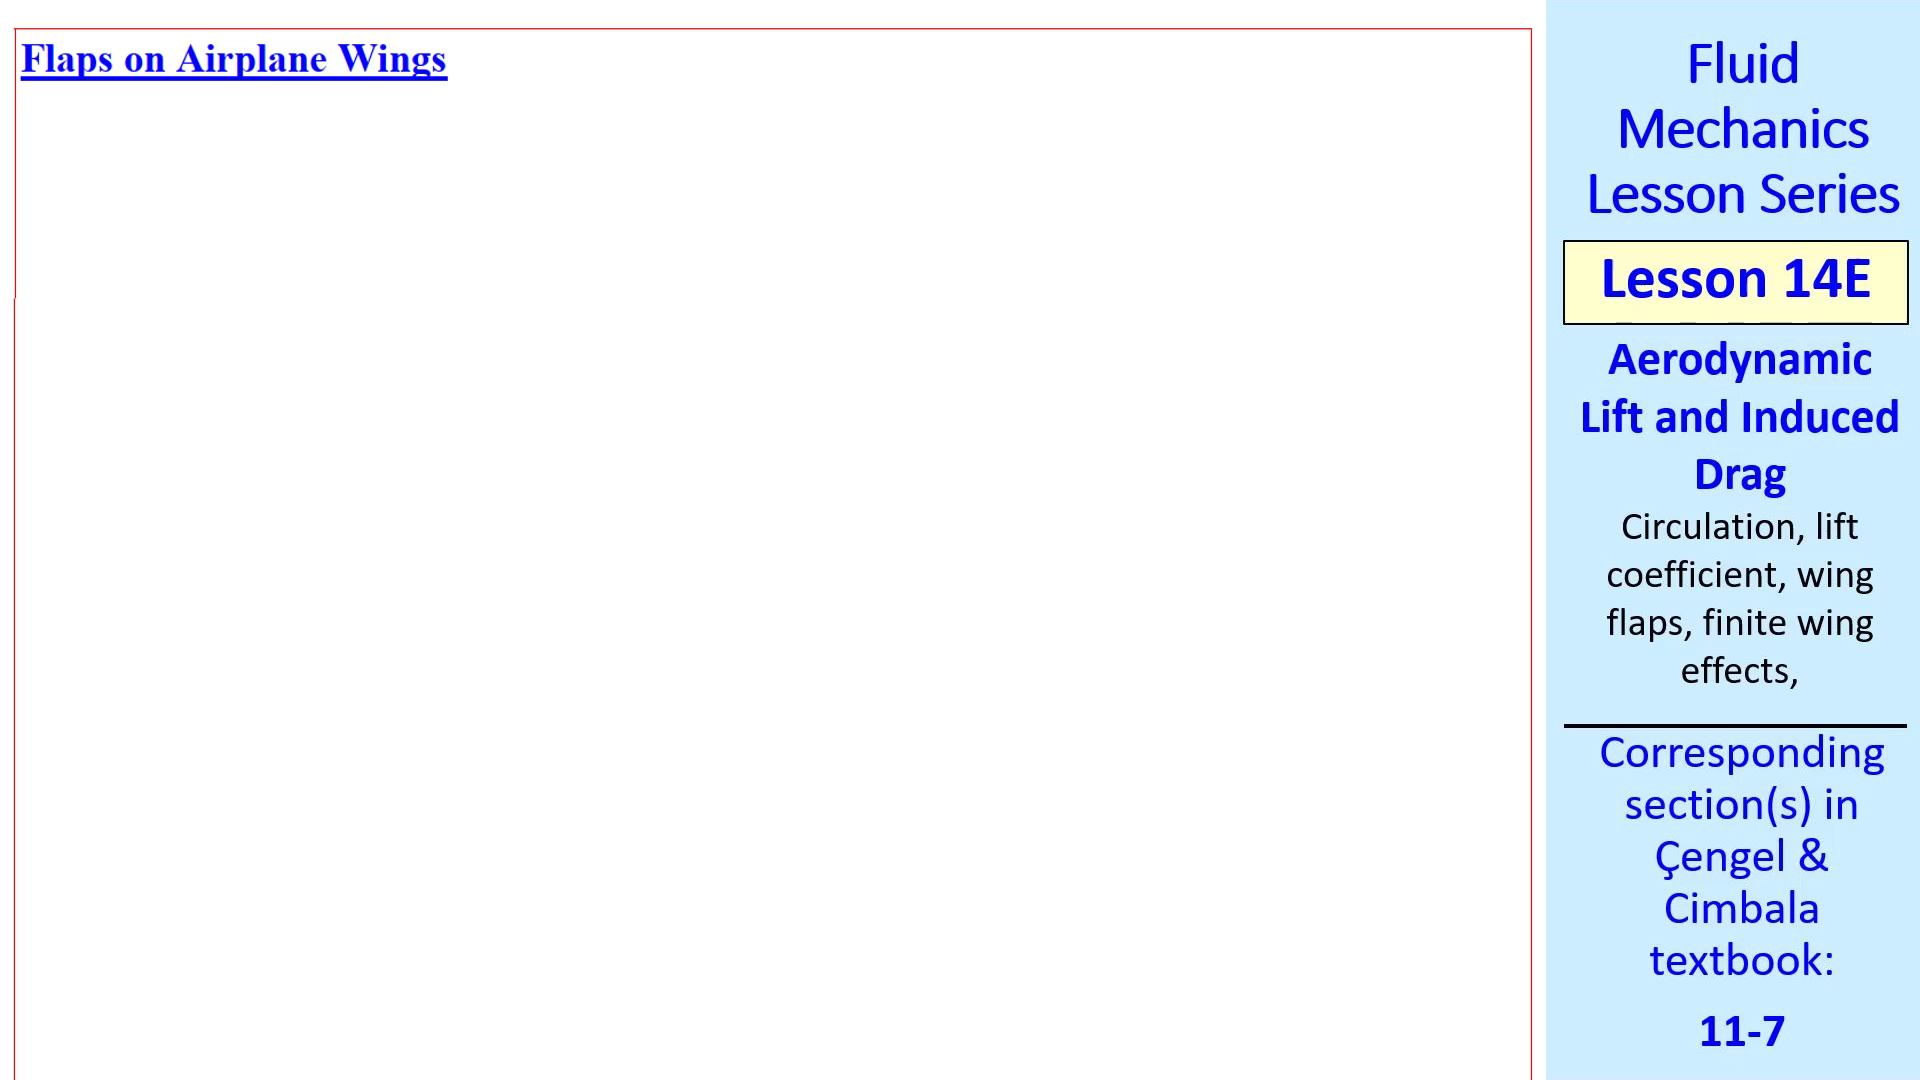 Flaps on Airplane Wings
Fluid
Mechanics
Lesson Series
Lesson 14E
Aerodynamic
Lift and Induced
Drag
Circulation, lift
coefficient, wing
flaps, finite wing
effects,
Corresponding
section(s) in
Çengel &
Cimbala
textbook:
11-7